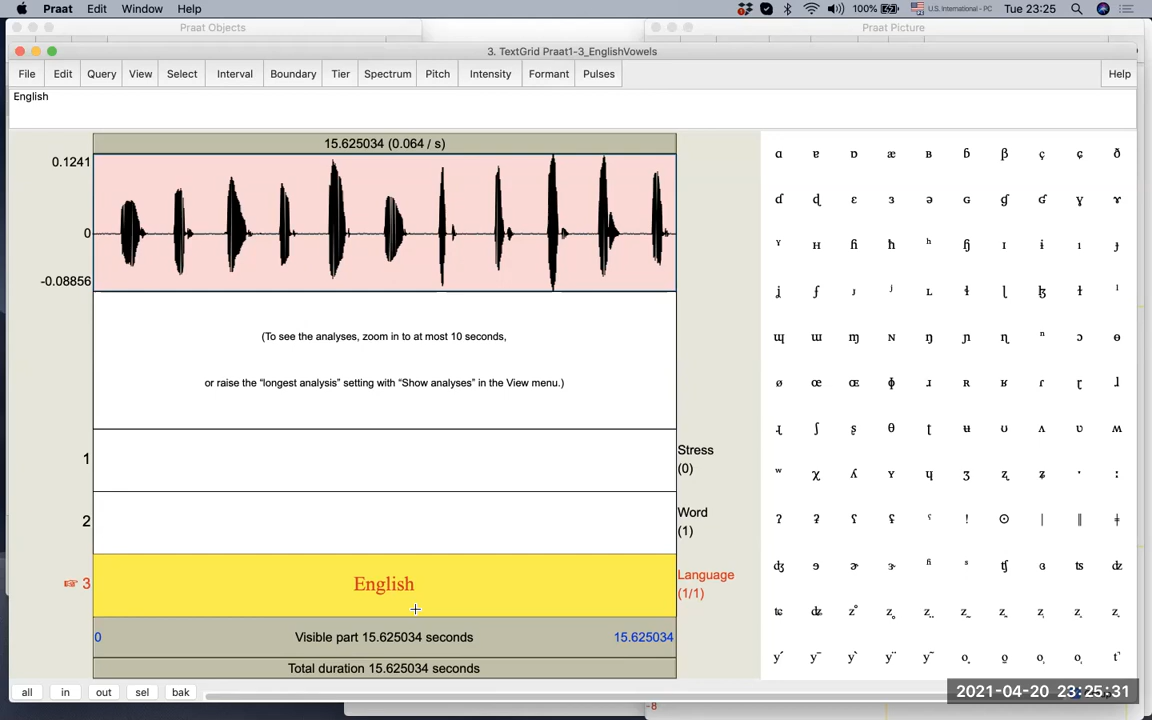 Praat Edit Window Help 100% U.S. International - PC Tue 23:25
Praat Objects Praat Picture
3. TextGrid Praat1-3_EnglishVowels
File Edit Query View Select Interval Boundary Tier Spectrum Pitch Intensity Formant Pulses Help
English
15.625034 (0.064 / s)
0.1241
0
-0.08856
(To see the analyses, zoom in to at most 10 seconds,
or raise the “longest analysis” setting with “Show analyses” in the View menu.)
1 Stress
(0)
2 Word
(1)
☞ 3 English Language
(1/1)
0 Visible part 15.625034 seconds 15.625034
Total duration 15.625034 seconds
all in out sel bak
ɑ ɐ ɒ æ ʙ ɓ β ç ɕ ð
ɗ ɖ ɛ ɜ ə ɢ ɠ ʛ ɣ ɤ
ˠ ʜ ɦ ħ ʰ ɧ ɪ ɨ ı ɟ
ʝ ʄ ᴊ ʲ ʟ ɫ ɭ ɮ ɬ ˡ
ɰ ɯ ɱ ɴ ŋ ɲ ɳ ⁿ ɔ ɵ
ø œ ɶ ɸ ɹ ʀ ʁ ɾ ɽ ɺ
ɻ ʃ ʂ θ ʈ ʉ ʊ ʌ ʋ ʍ
ʷ χ ʎ ʏ ɥ ʒ ʐ ʑ ˑ ː
ʔ ʡ ʕ ʢ ˤ ! ʘ ǀ ǁ ǂ
-8
2021-04-20 23:25:31